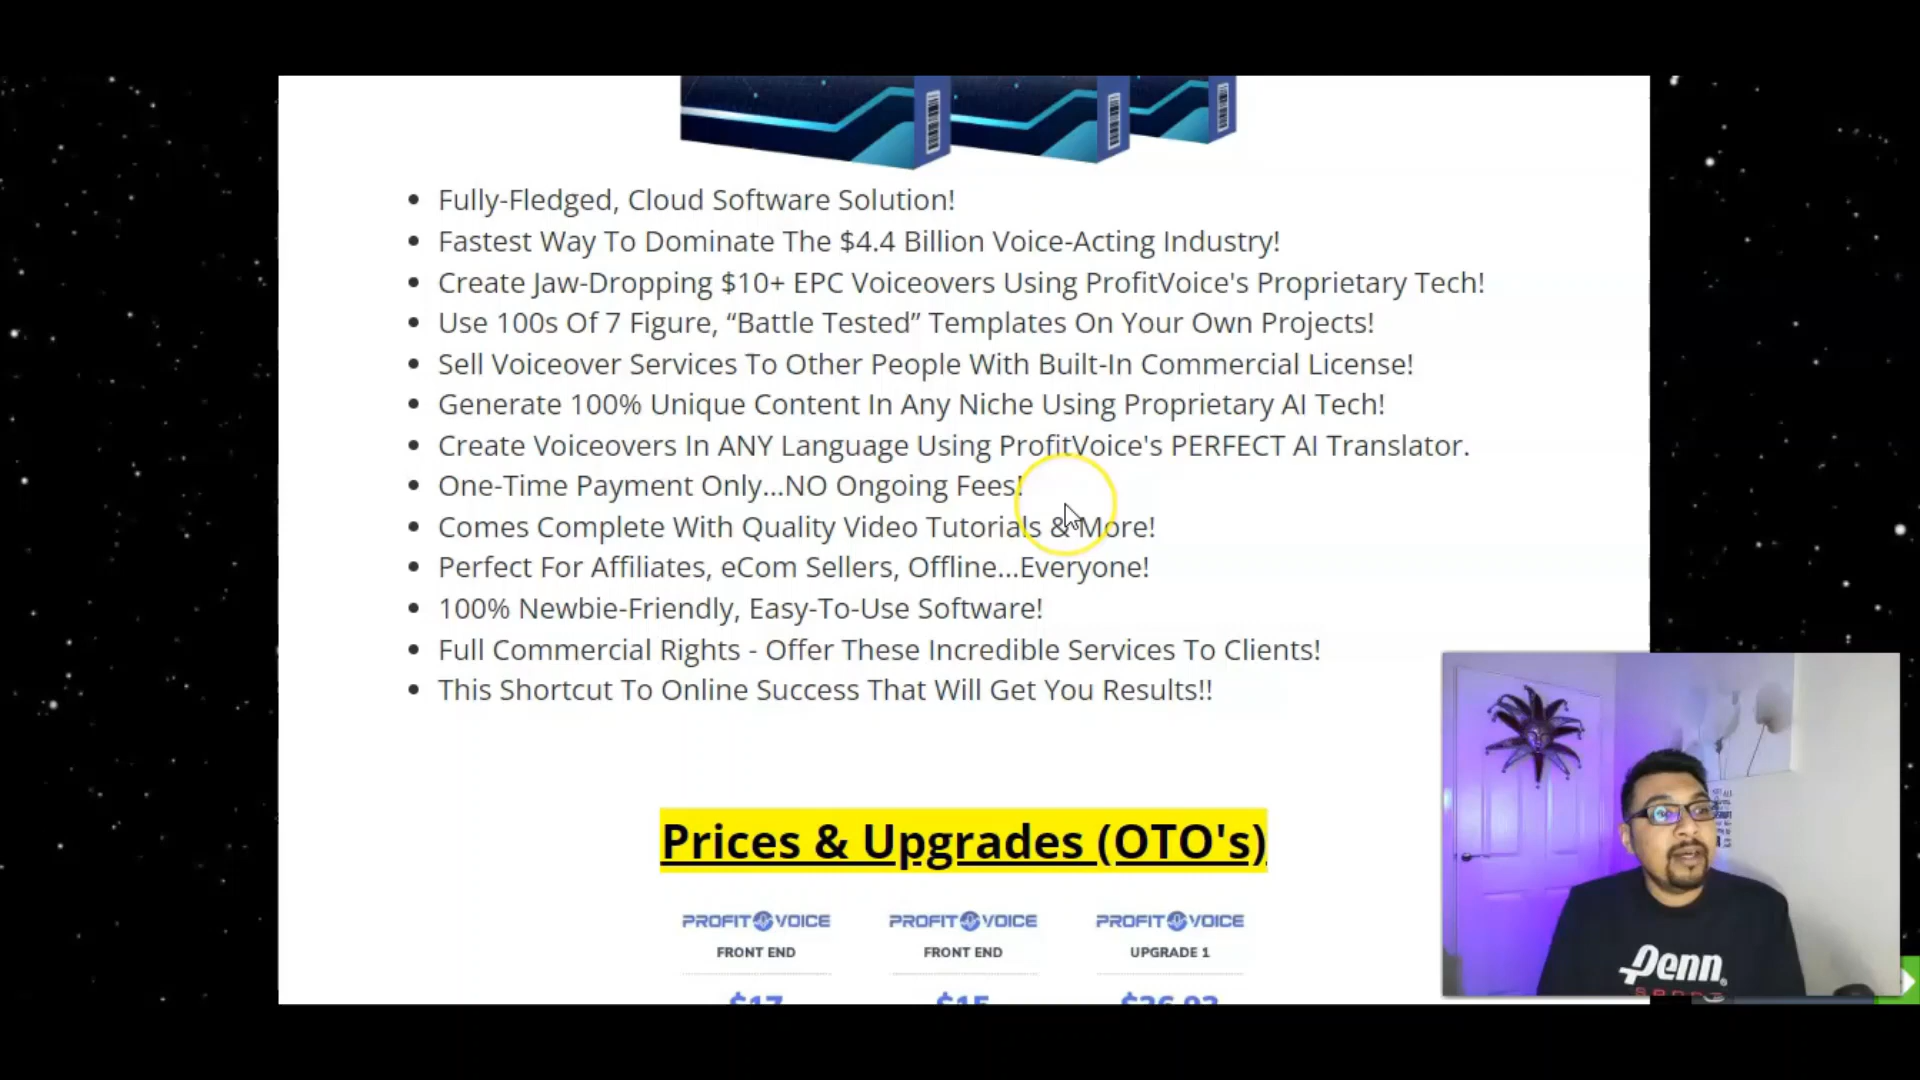 Fully-Fledged, Cloud Software Solution!
Fastest Way To Dominate The $4.4 Billion Voice-Acting Industry!
Create Jaw-Dropping $10+ EPC Voiceovers Using ProfitVoice's Proprietary Tech!
Use 100s Of 7 Figure, “Battle Tested” Templates On Your Own Projects!
Sell Voiceover Services To Other People With Built-In Commercial License!
Generate 100% Unique Content In Any Niche Using Proprietary AI Tech!
Create Voiceovers In ANY Language Using ProfitVoice's PERFECT AI Translator.
One-Time Payment Only...NO Ongoing Fees!
Comes Complete With Quality Video Tutorials & More!
Perfect For Affiliates, eCom Sellers, Offline...Everyone!
100% Newbie-Friendly, Easy-To-Use Software!
Full Commercial Rights - Offer These Incredible Services To Clients!
This Shortcut To Online Success That Will Get You Results!!
Prices & Upgrades (OTO's)
PROFIT VOICE PROFIT VOICE PROFIT VOICE
FRONT END FRONT END UPGRADE 1
$17 $15
Penn